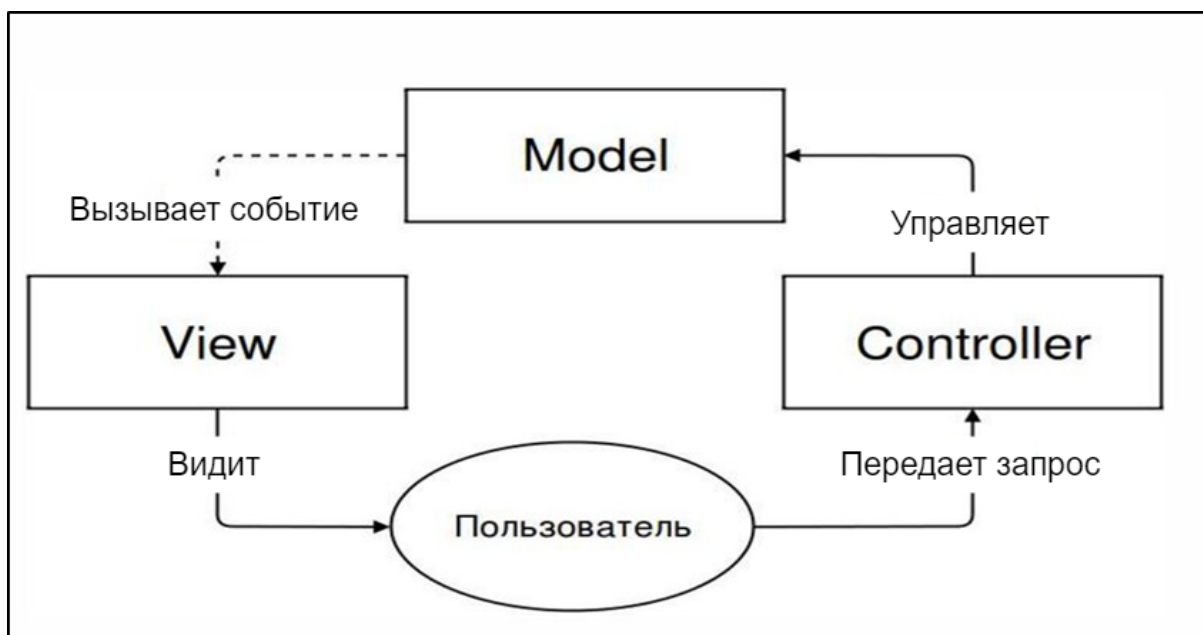 Model
Вызывает событие
Управляет
View
Controller
Видит
Передает запрос
Пользователь